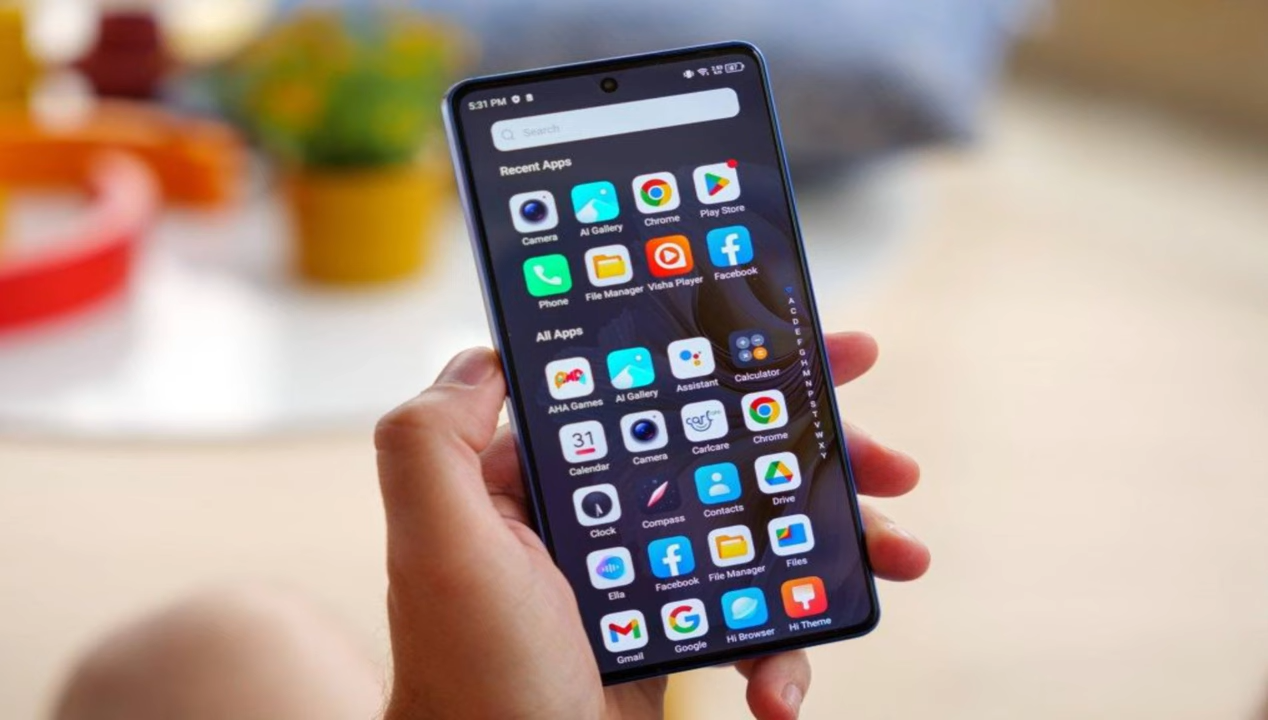 5:31 PM
87
Search
Recent Apps
Camera AI Gallery Chrome Play Store
Phone File Manager Visha Player Facebook
All Apps
AHA Games AI Gallery Assistant Calculator
31
Calendar Camera Carlcare Chrome
Clock Compass Contacts Drive
Ella Facebook File Manager Files
Gmail Google Hi Browser Hi Theme
A
C
D
E
F
G
H
M
N
P
S
T
V
W
X
Y